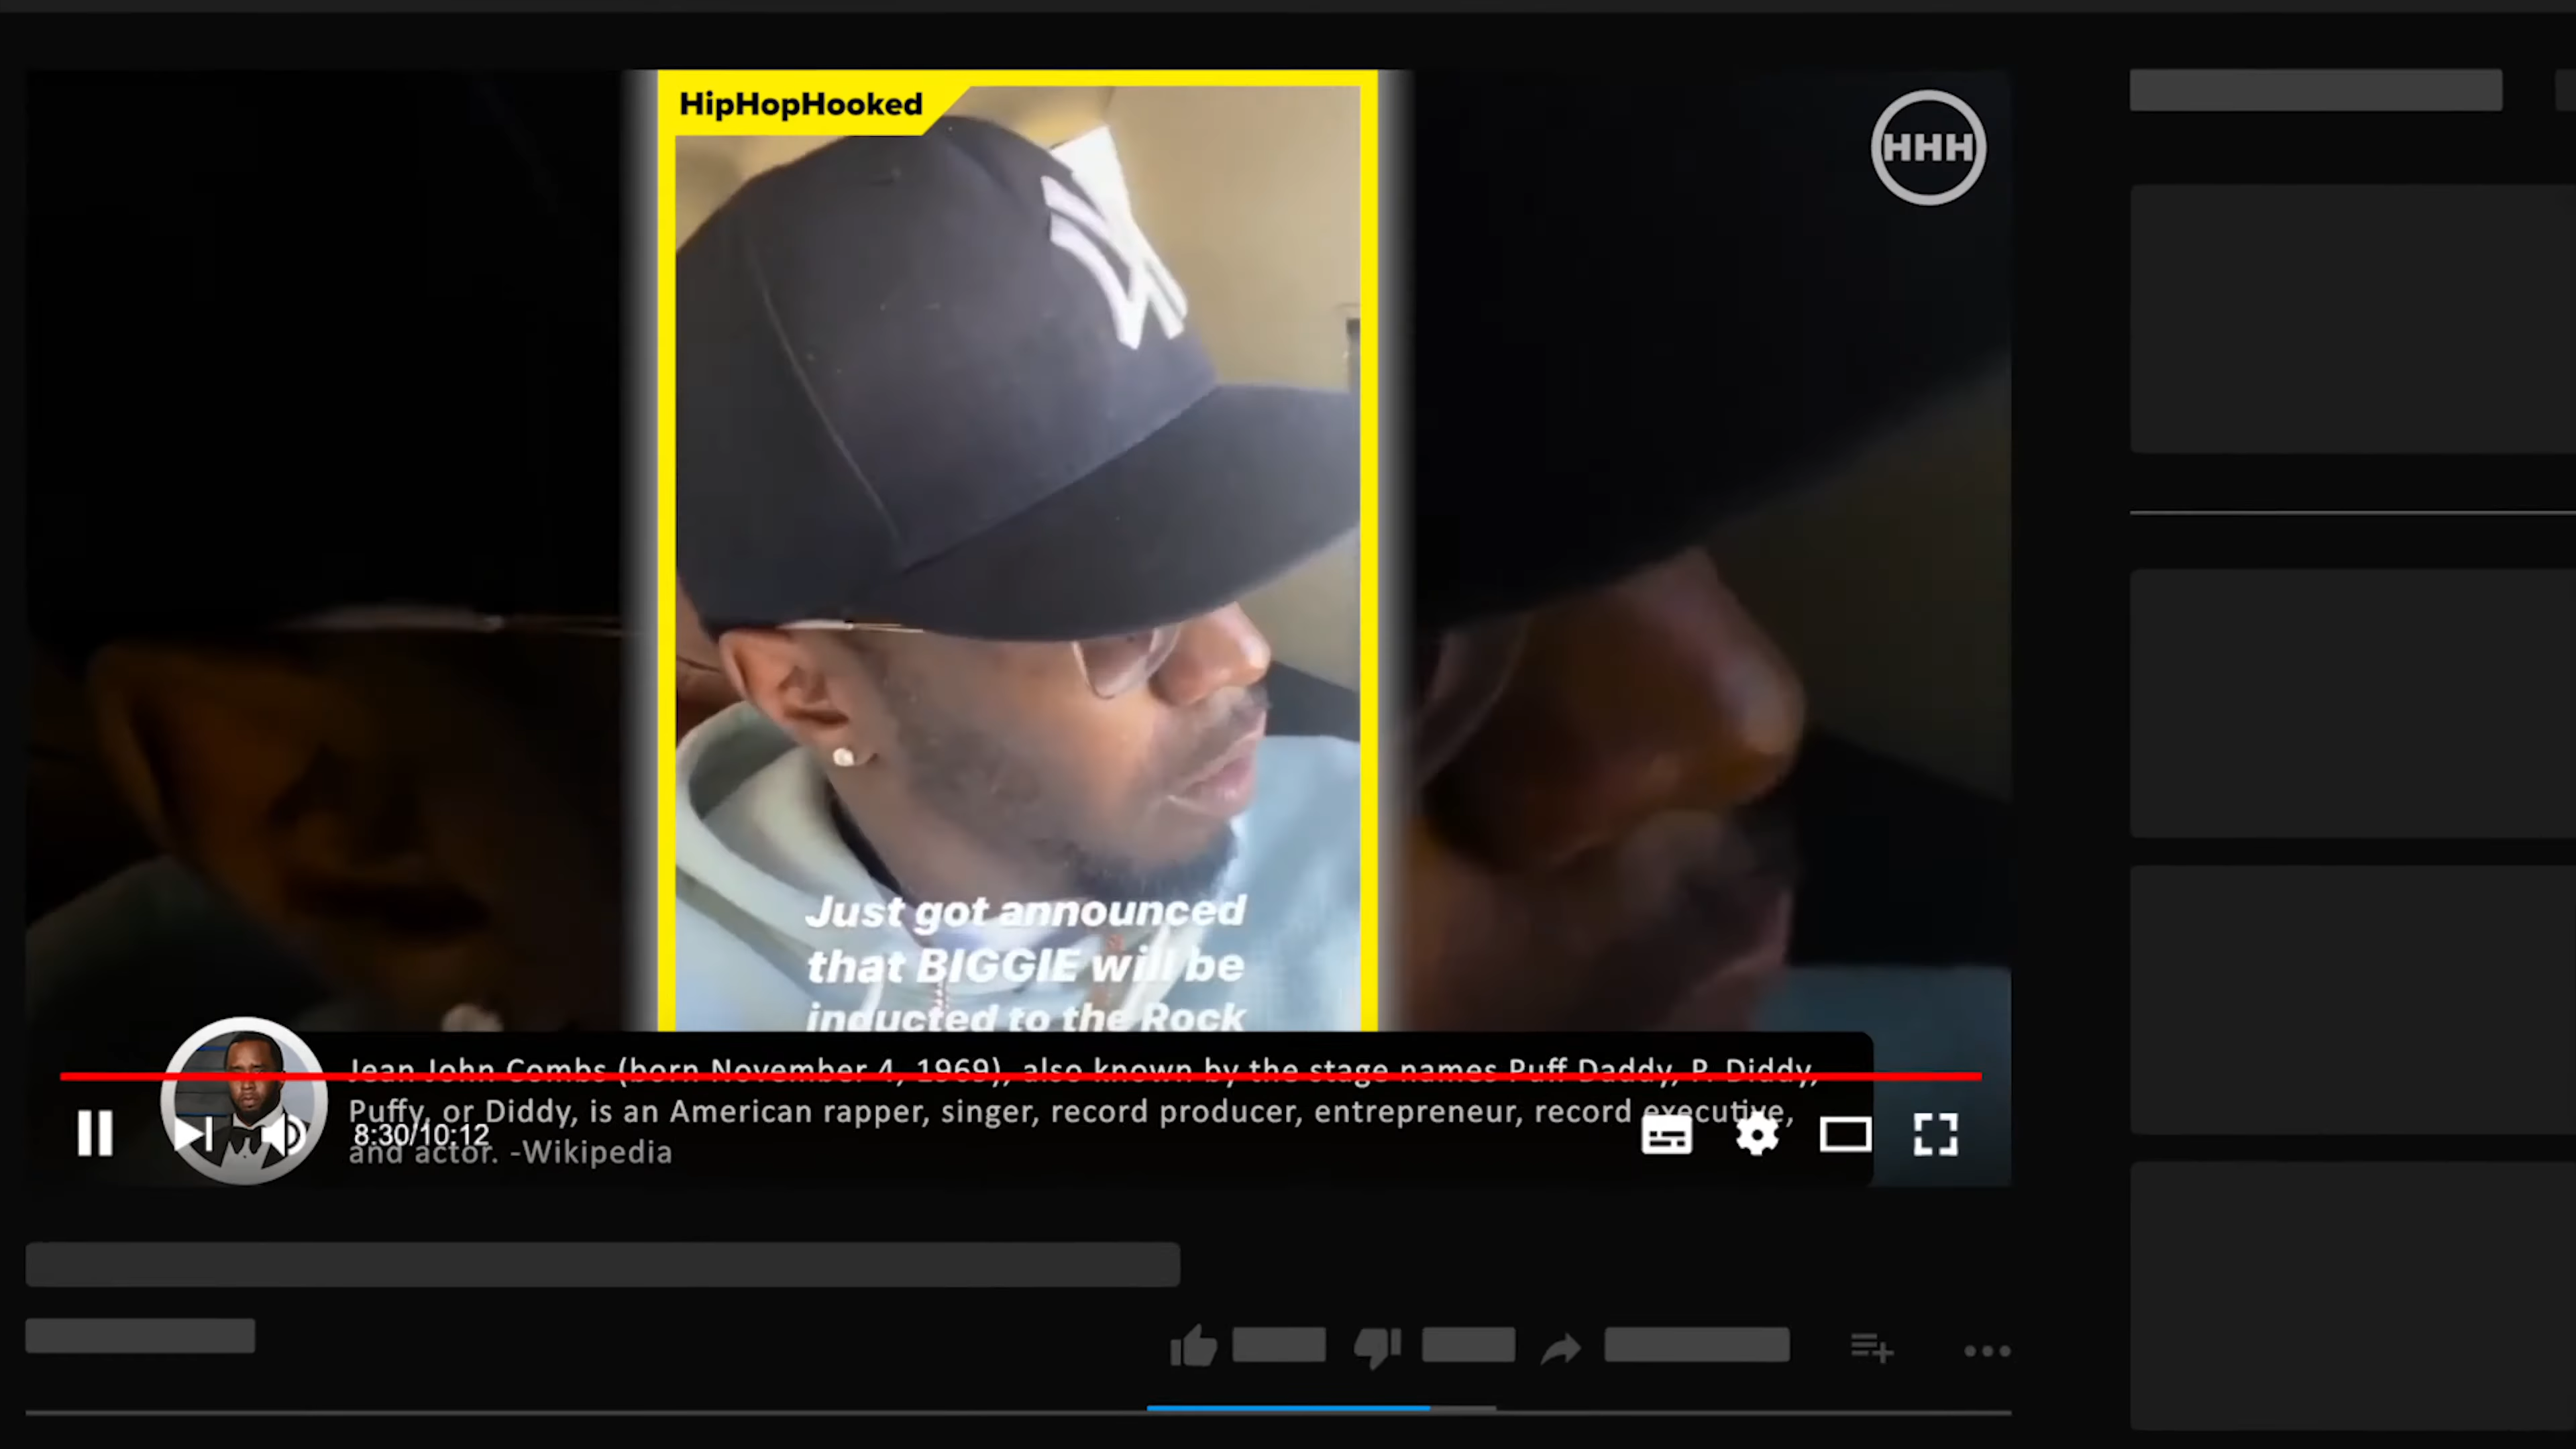 HipHopHooked
HHH
NY
Just got announced
that BIGGIE will be
inducted to the Rock
Jean John Combs (born November 4, 1969), also known by the stage names Puff Daddy, P. Diddy,
Puffy, or Diddy, is an American rapper, singer, record producer, entrepreneur, record executive,
8:30/10:12
and actor. -Wikipedia